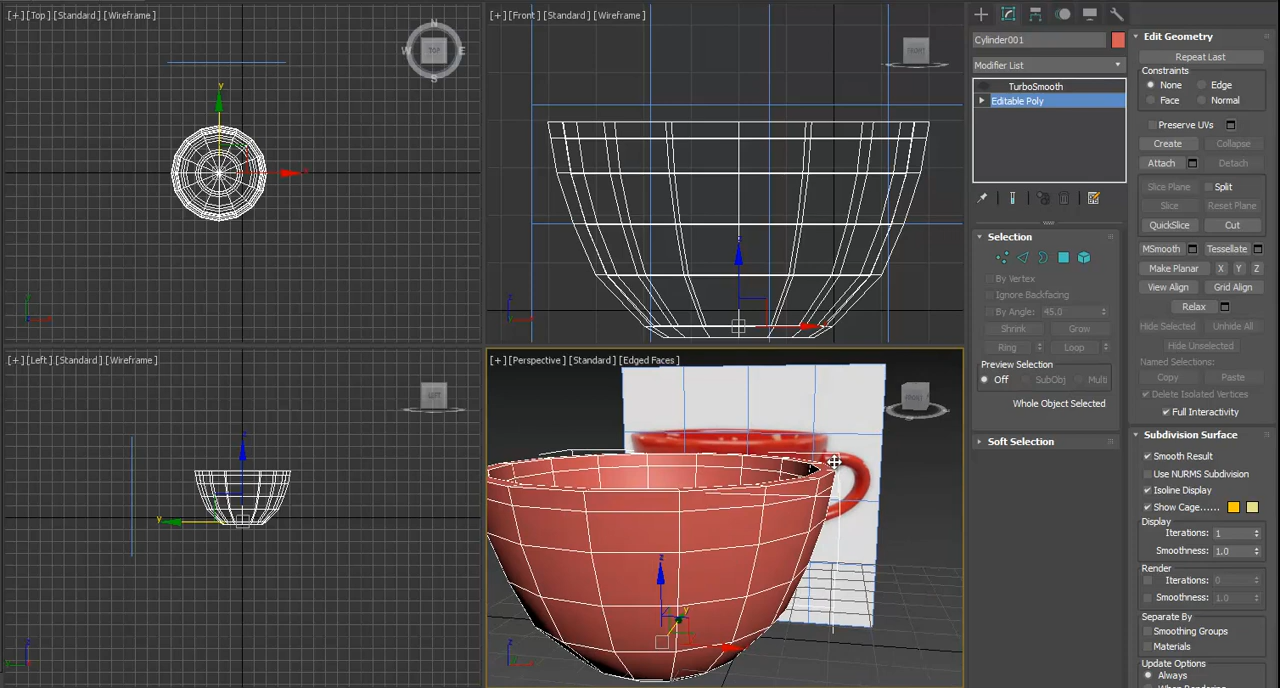 [+] [Top] [Standard] [Wireframe]
N
W TOP E
S
y
[+] [Front] [Standard] [Wireframe]
FRONT
z
z
[+] [Left] [Standard] [Wireframe]
LEFT
z
y
z
[+] [Perspective] [Standard] [Edged Faces]
FRONT
z
y
z
Cylinder001
Modifier List
TurboSmooth
Editable Poly
Selection
By Vertex
Ignore Backfacing
By Angle: 45.0
Shrink Grow
Ring Loop
Preview Selection
Off SubObj Multi
Whole Object Selected
Soft Selection
Edit Geometry
Repeat Last
Constraints
None Edge
Face Normal
Preserve UVs
Create Collapse
Attach Detach
Slice Plane Split
Slice Reset Plane
QuickSlice Cut
MSmooth Tessellate
Make Planar X Y Z
View Align Grid Align
Relax
Hide Selected Unhide All
Hide Unselected
Named Selections:
Copy Paste
Delete Isolated Vertices
Full Interactivity
Subdivision Surface
Smooth Result
Use NURMS Subdivision
Isoline Display
Show Cage......
Display
Iterations: 1
Smoothness: 1.0
Render
Iterations: 0
Smoothness: 1.0
Separate By
Smoothing Groups
Materials
Update Options
Always
When Rendering